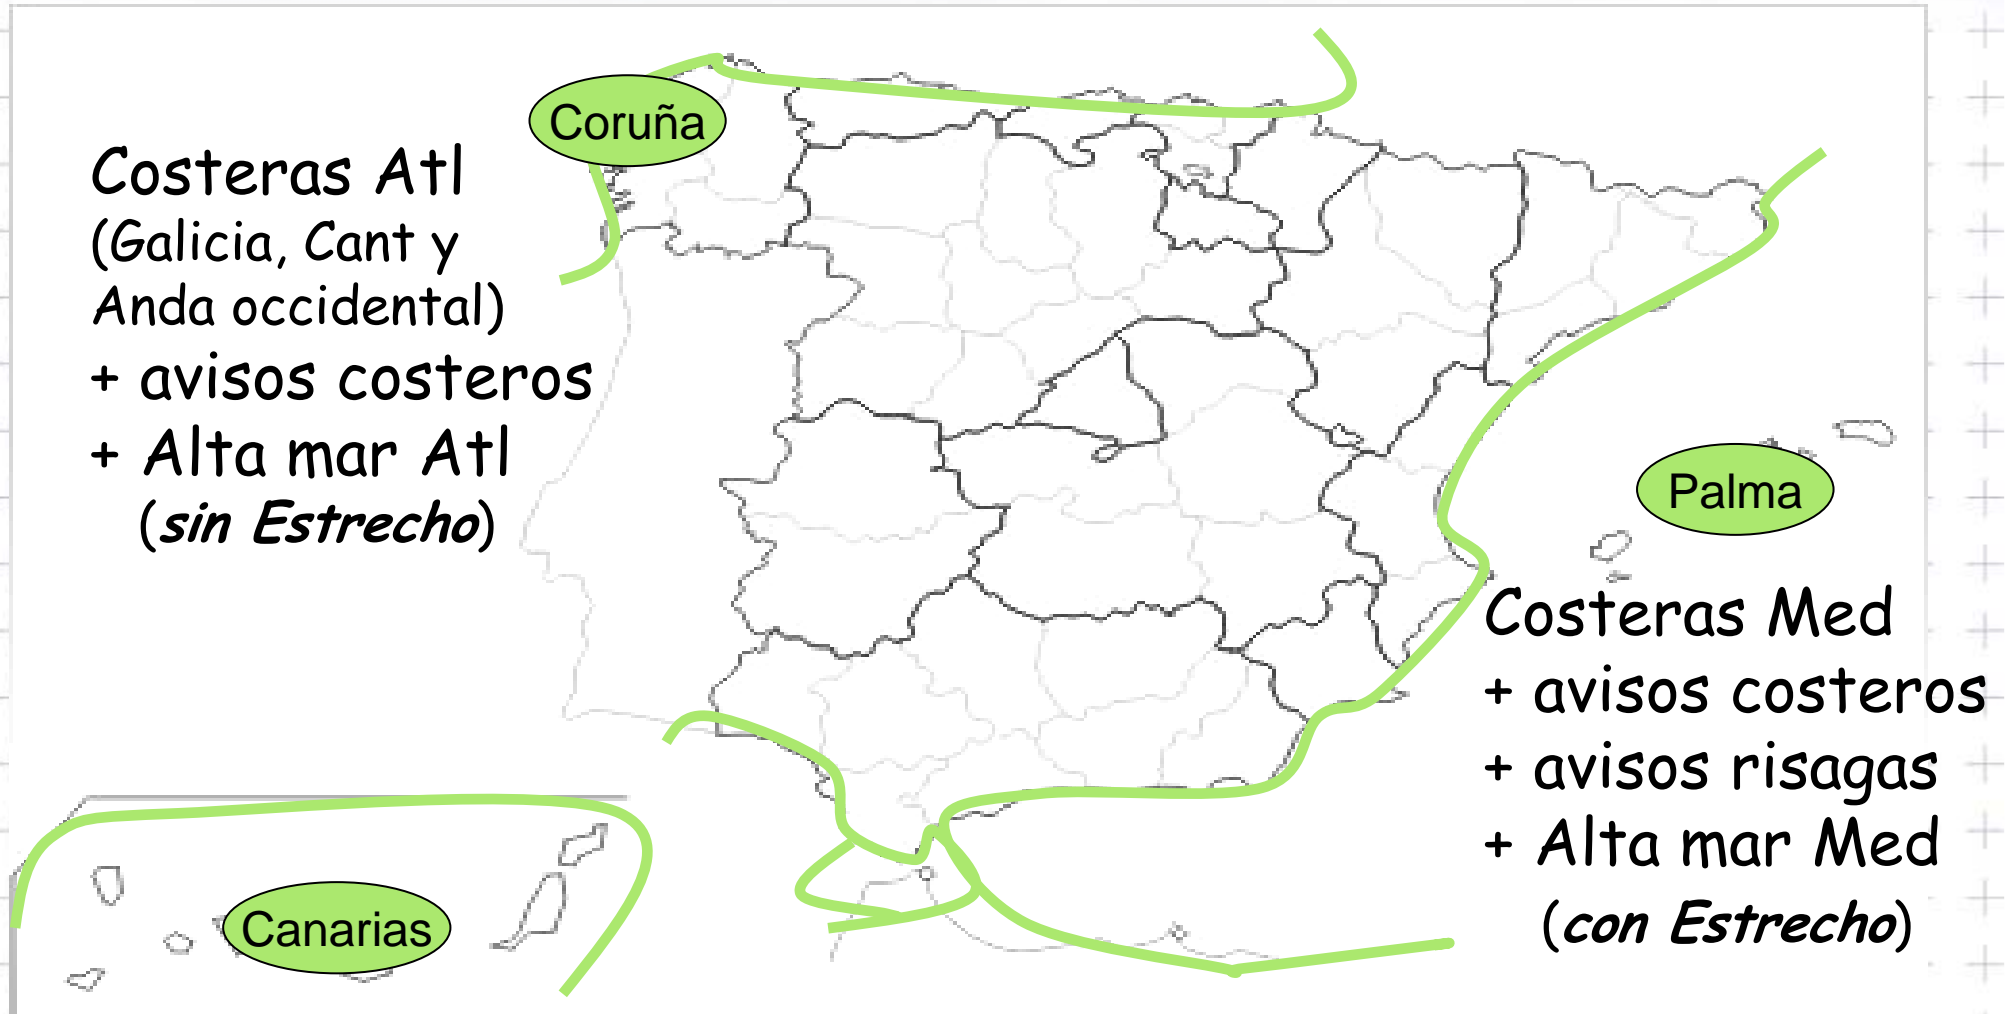 Coruña
Costeras Atl
(Galicia, Cant y
Anda occidental)
+ avisos costeros
+ Alta mar Atl
(sin Estrecho)
Palma
Costeras Med
+ avisos costeros
+ avisos risagas
+ Alta mar Med
(con Estrecho)
Canarias